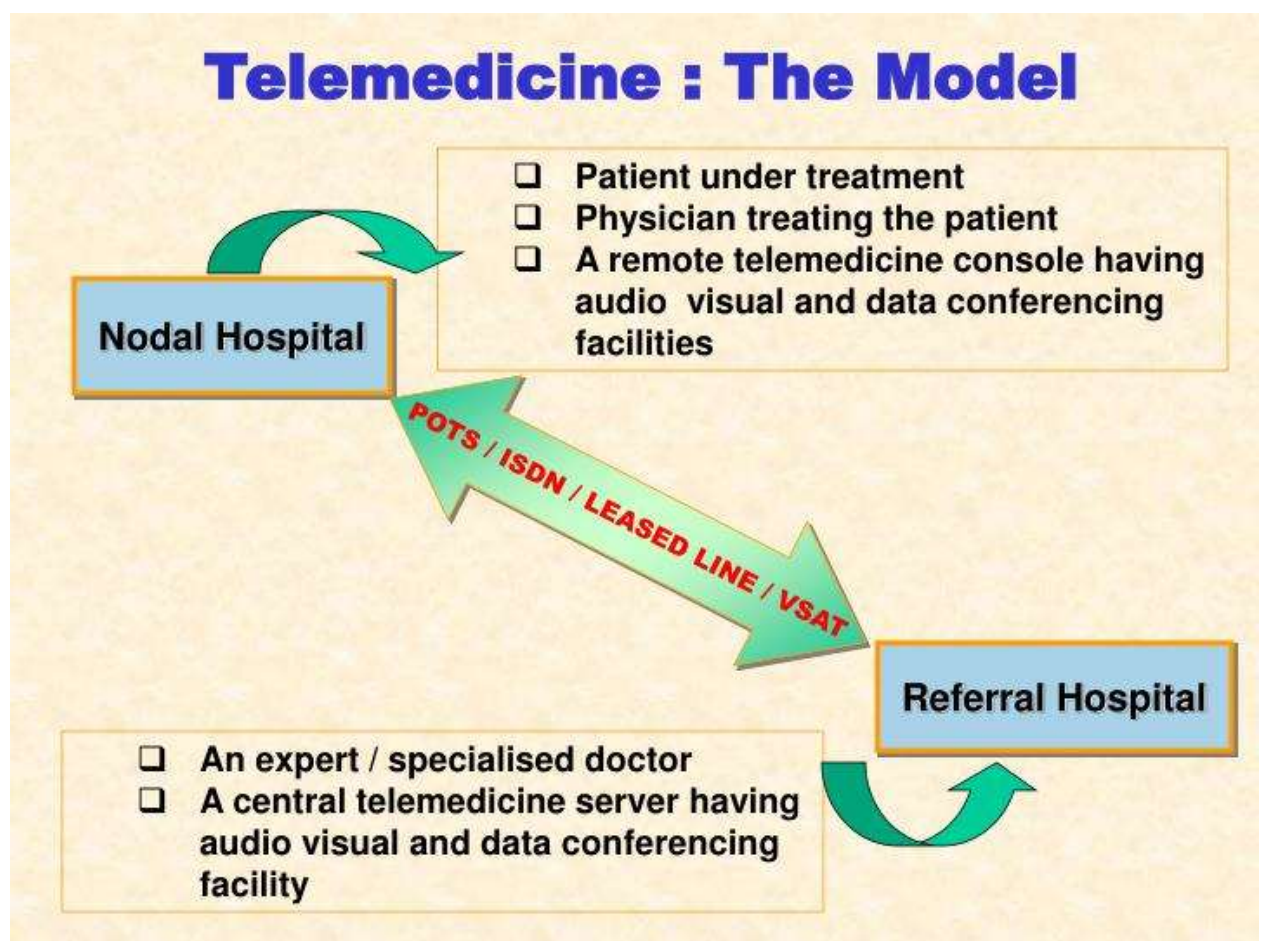 Telemedicine : The Model
❑ Patient under treatment
❑ Physician treating the patient
❑ A remote telemedicine console having
audio visual and data conferencing
facilities
Nodal Hospital
POTS / ISDN / LEASED LINE / VSAT
Referral Hospital
❑ An expert / specialised doctor
❑ A central telemedicine server having
audio visual and data conferencing
facility